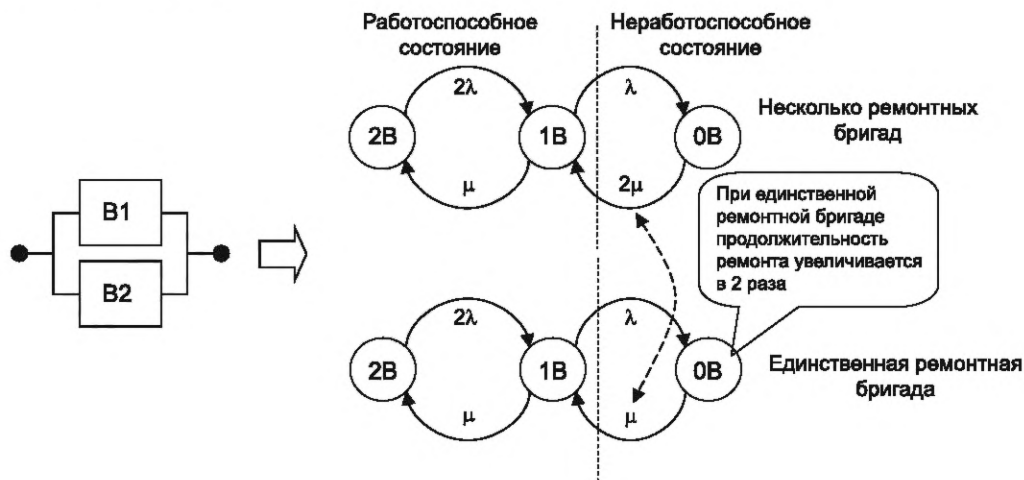 Работоспособное
состояние
Неработоспособное
состояние
2λ
λ
2B
1B
0B
Несколько ремонтных
бригад
μ
2μ
B1
B2
При единственной
ремонтной бригаде
продолжительность
ремонта увеличивается
в 2 раза
2λ
λ
2B
1B
0B
Единственная ремонтная
бригада
μ
μ